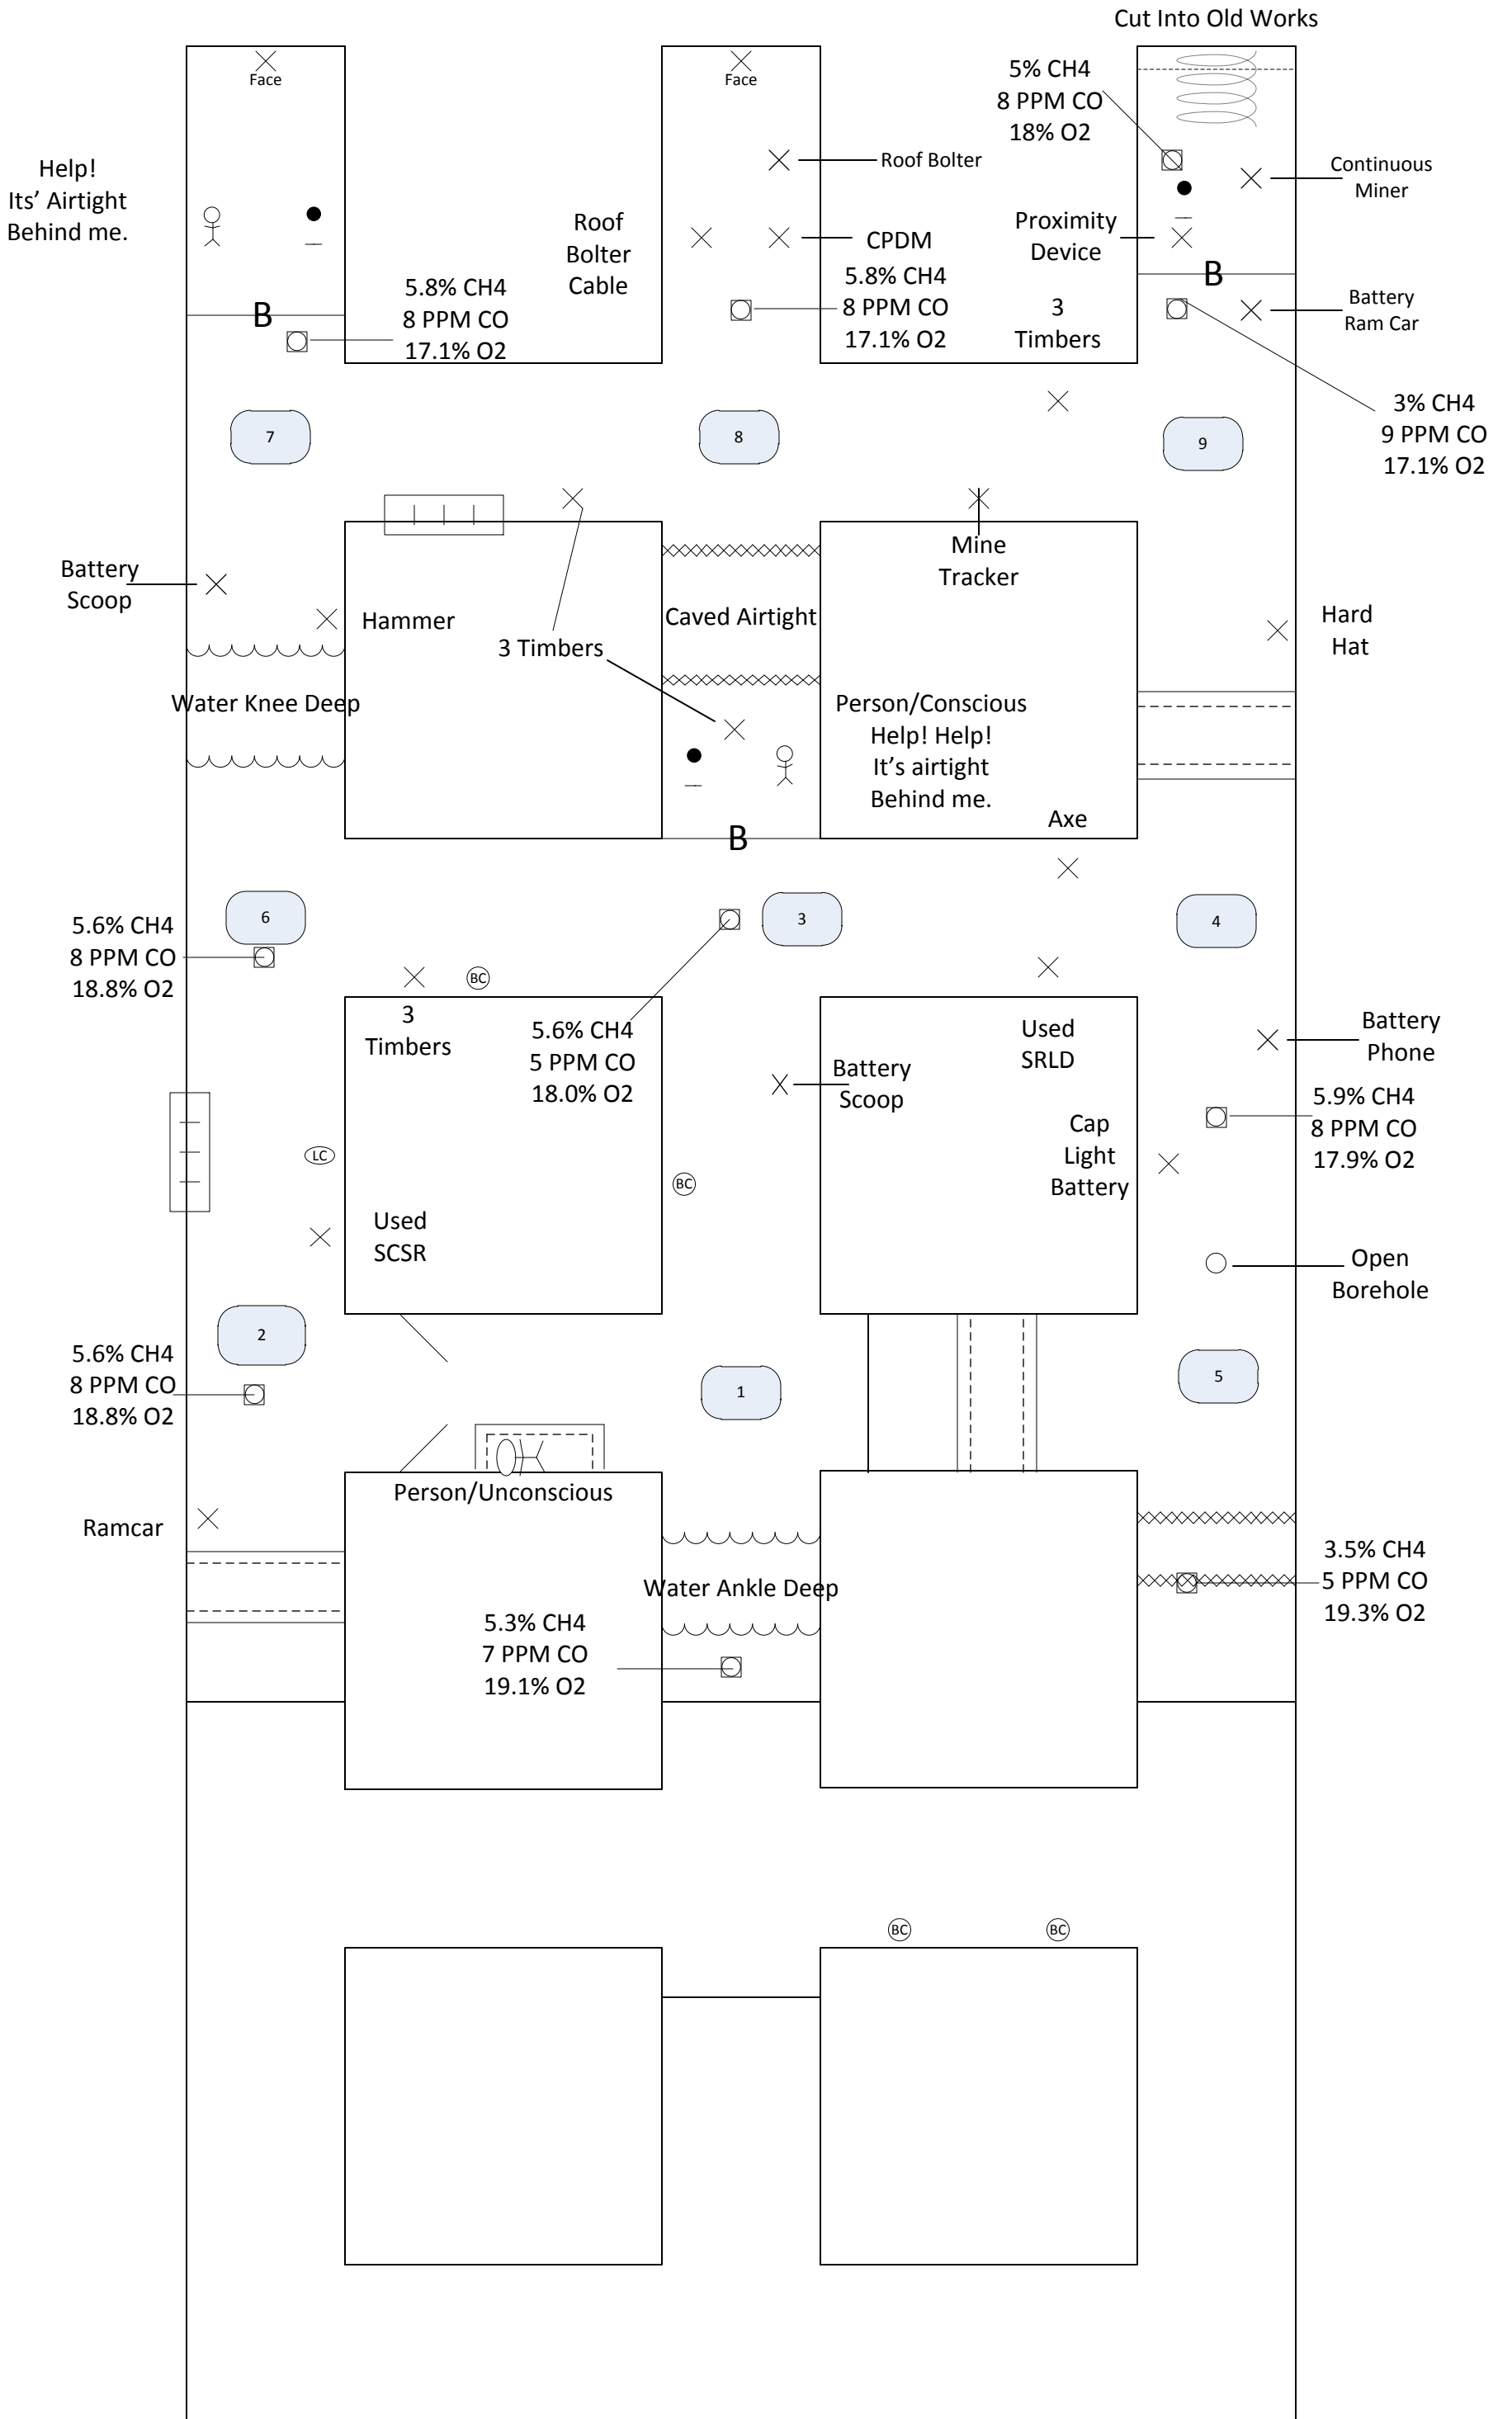 Cut Into Old Works
Face
Face
5% CH4
8 PPM CO
18% O2
Help!
Its' Airtight
Behind me.
Roof Bolter
Continuous
Miner
Roof
Bolter
Cable
CPDM
Proximity
Device
B
5.8% CH4
8 PPM CO
17.1% O2
B
5.8% CH4
8 PPM CO
17.1% O2
3
Timbers
Battery
Ram Car
3% CH4
9 PPM CO
17.1% O2
7
8
9
Battery
Scoop
Hammer
3 Timbers
Caved Airtight
Mine
Tracker
Hard
Hat
Water Knee Deep
Person/Conscious
Help! Help!
It's airtight
Behind me.
B
Axe
6
3
4
5.6% CH4
8 PPM CO
18.8% O2
BC
3
Timbers
5.6% CH4
5 PPM CO
18.0% O2
Used
SRLD
Battery
Phone
Battery
Scoop
5.9% CH4
8 PPM CO
17.9% O2
Cap
Light
Battery
LC
BC
Used
SCSR
Open
Borehole
2
1
5
5.6% CH4
8 PPM CO
18.8% O2
Person/Unconscious
Ramcar
Water Ankle Deep
3.5% CH4
5 PPM CO
19.3% O2
5.3% CH4
7 PPM CO
19.1% O2
BC
BC